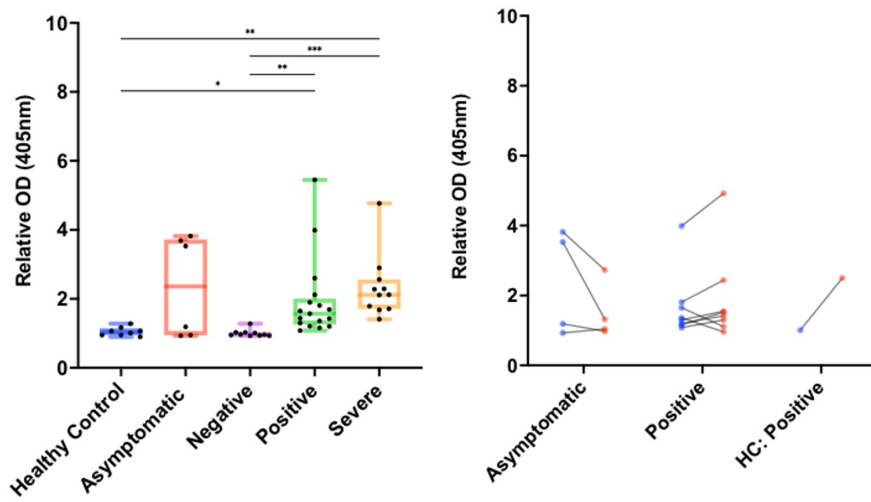 10
8
6
4
2
0
Relative OD (405nm)
**
***
**
*
Healthy Control
Asymptomatic
Negative
Positive
Severe
10
8
6
4
2
0
Relative OD (405nm)
Asymptomatic
Positive
HC: Positive